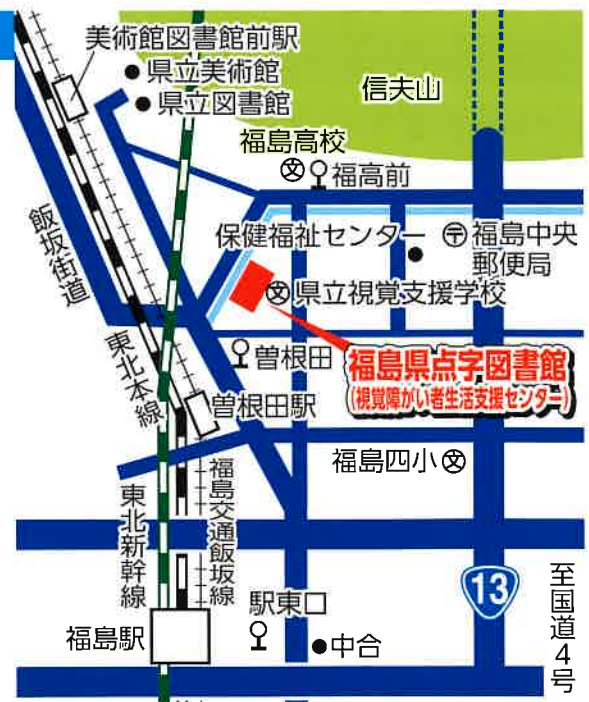 美術館図書館前駅
県立美術館
県立図書館
信夫山
福島高校
福高前
飯坂街道
保健福祉センター
福島中央
郵便局
県立視覚支援学校
東北本線
曽根田
福島県点字図書館
(視覚障がい者生活支援センター)
曽根田駅
福島四小
東北新幹線
福島交通飯坂線
13
至国道4号
駅東口
福島駅
中合